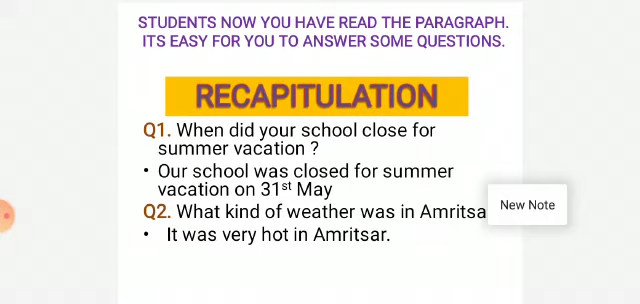 STUDENTS NOW YOU HAVE READ THE PARAGRAPH.
ITS EASY FOR YOU TO ANSWER SOME QUESTIONS.
RECAPITULATION
Q1. When did your school close for
summer vacation ?
• Our school was closed for summer
vacation on 31st May
Q2. What kind of weather was in Amritsa
New Note
• It was very hot in Amritsar.